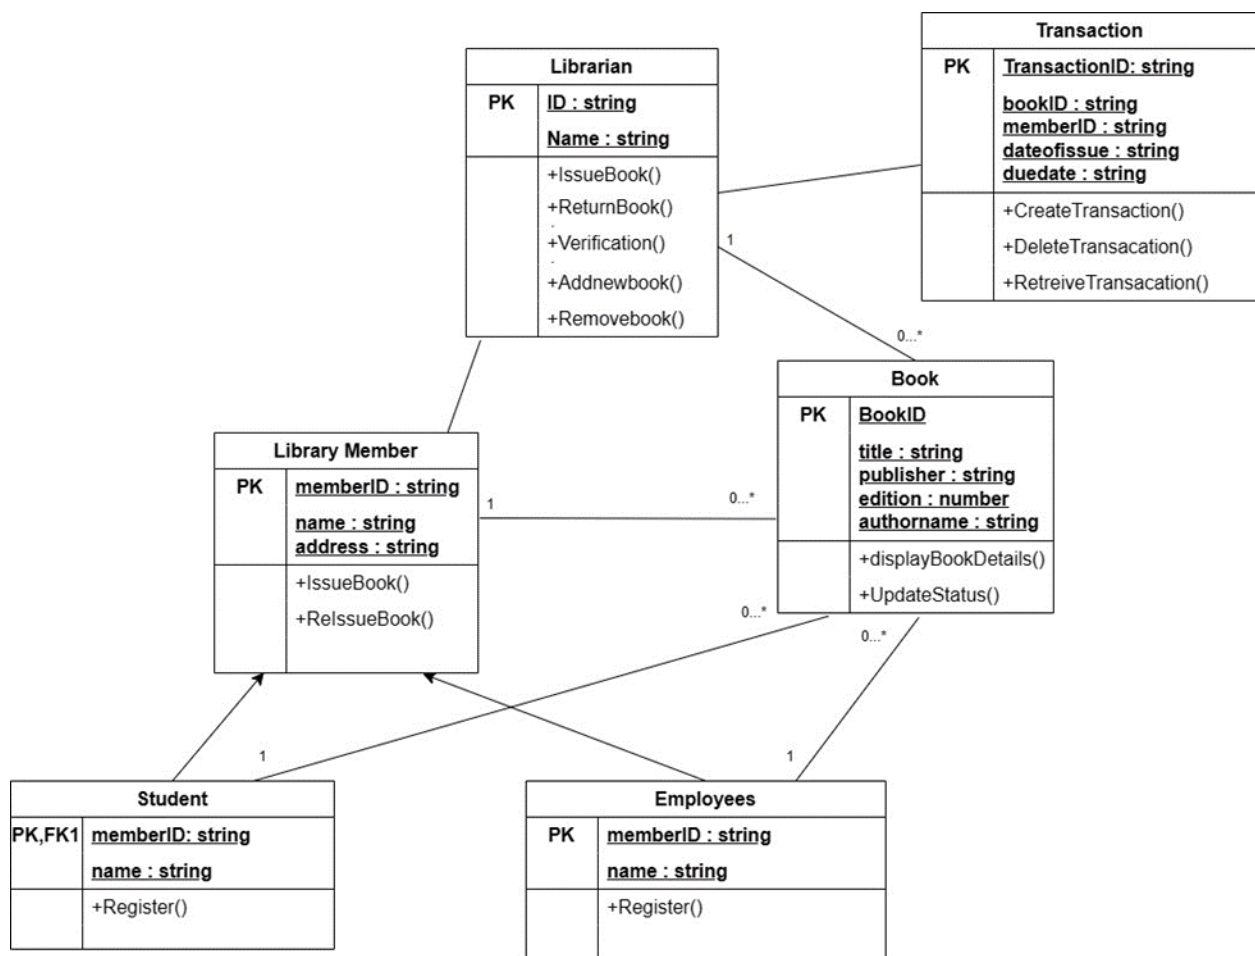 Transaction
PK TransactionID: string
bookID : string
memberID : string
dateofissue : string
duedate : string
+CreateTransaction()
+DeleteTransacation()
+RetreiveTransacation()
Librarian
PK ID : string
Name : string
+IssueBook()
+ReturnBook()
+Verification()
+Addnewbook()
+Removebook()
1
0...*
Book
PK BookID
title : string
publisher : string
edition : number
authorname : string
+displayBookDetails()
+UpdateStatus()
Library Member
PK memberID : string
name : string
address : string
+IssueBook()
+ReIssueBook()
1
0...*
0...*
0...*
1
1
Student
PK,FK1 memberID: string
name : string
+Register()
Employees
PK memberID : string
name : string
+Register()